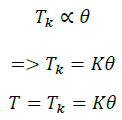 T_k ∝ θ
=> T_k = Kθ
T = T_k = Kθ